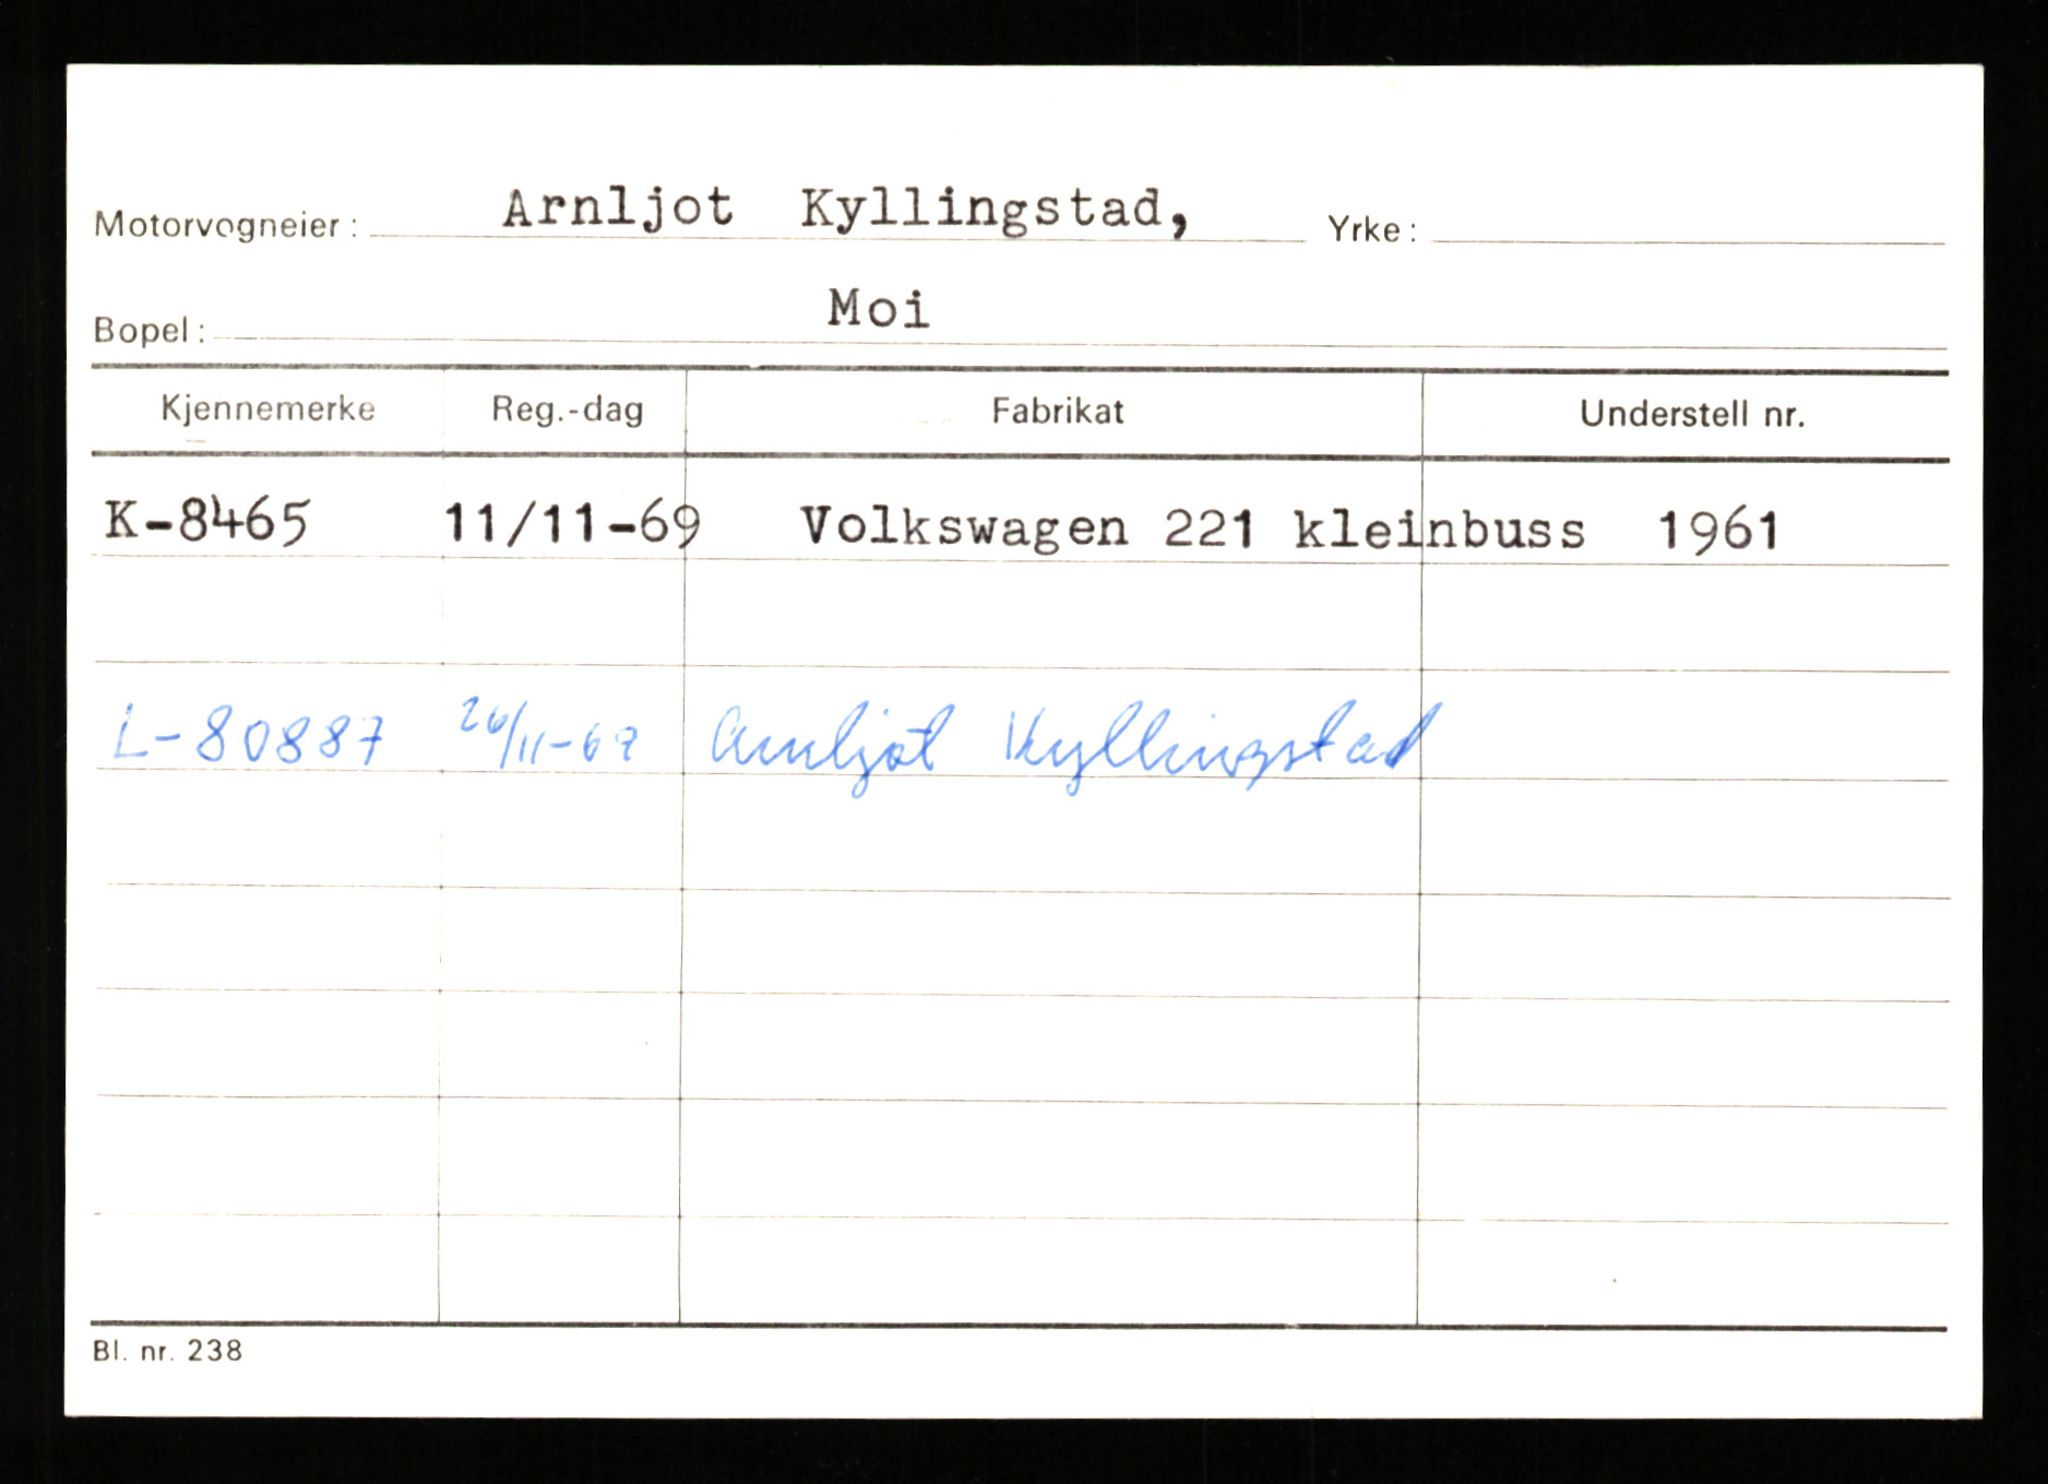 Motorvogneier: Arnljot Kyllingstad, Yrke:
Bopel: Moi
Kjennemerke Reg.-dag Fabrikat Understell nr.
K-8465 11/11-69 Volkswagen 221 kleinbuss 1961
L-80887 26/11-69 Arnljot Kyllingstad
Bl. nr. 238